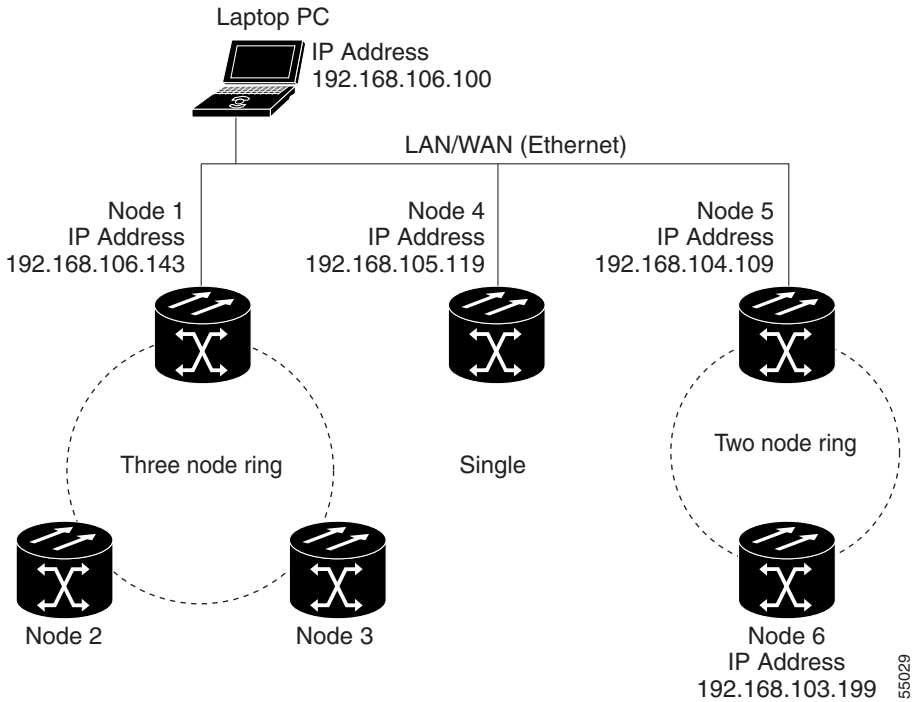 Laptop PC
IP Address
192.168.106.100
LAN/WAN (Ethernet)
Node 1
IP Address
192.168.106.143
Node 4
IP Address
192.168.105.119
Node 5
IP Address
192.168.104.109
Three node ring
Single
Two node ring
Node 2
Node 3
Node 6
IP Address
192.168.103.199
55029